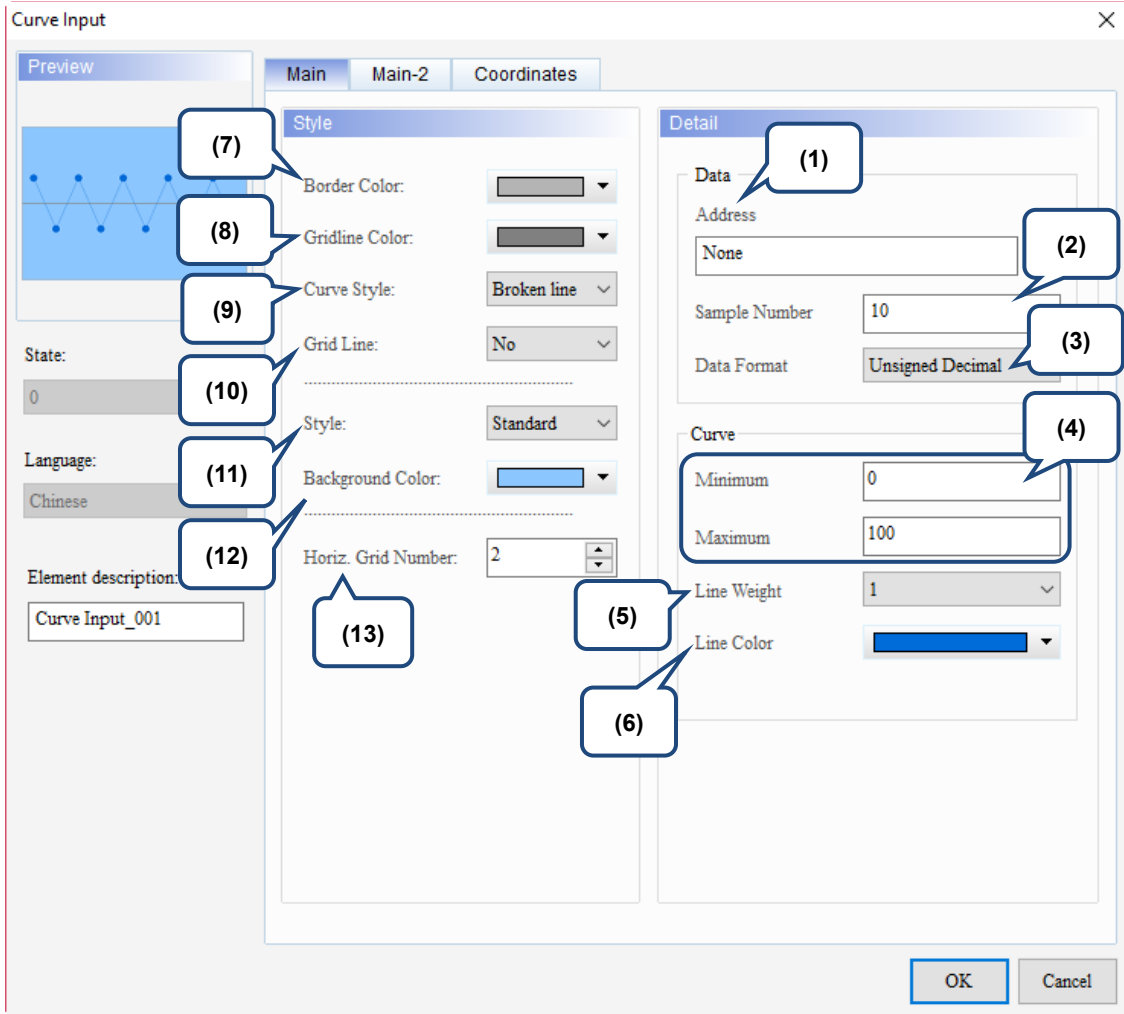 Curve Input
Preview
Main Main-2 Coordinates
Style
(7)
Border Color:
(8)
Gridline Color:
(9)
Curve Style: Broken line
(10)
Grid Line: No
(11)
Style: Standard
(12)
Background Color:
Horiz. Grid Number: 2
(13)
Detail
Data
(1)
Address
None
(2)
Sample Number 10
(3)
Data Format Unsigned Decimal
Curve
(4)
Minimum 0
Maximum 100
(5)
Line Weight 1
Line Color
(6)
State:
0
Language:
Chinese
Element description:
Curve Input_001
OK Cancel